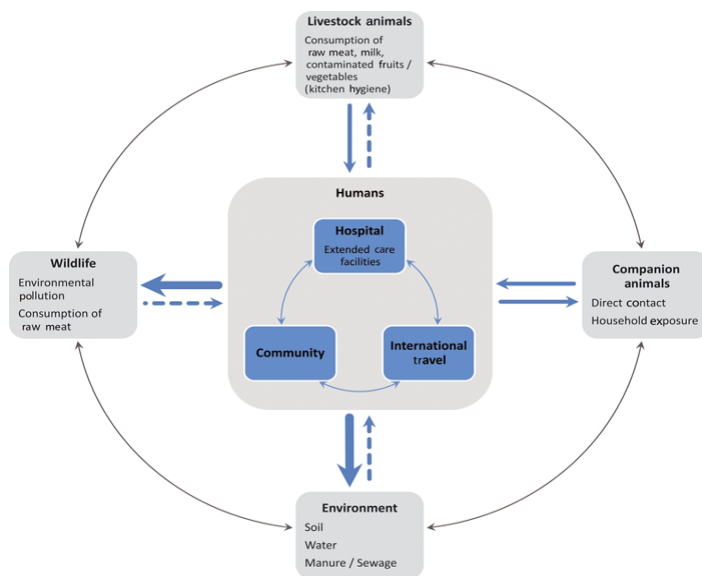 Livestock animals
Consumption of
raw meat, milk,
contaminated fruits /
vegetables
(kitchen hygiene)
Humans
Hospital
Extended care
facilities
Wildlife
Environmental
pollution
Consumption of
raw meat
Companion
animals
Direct contact
Household exposure
Community
International
travel
Environment
Soil
Water
Manure / Sewage